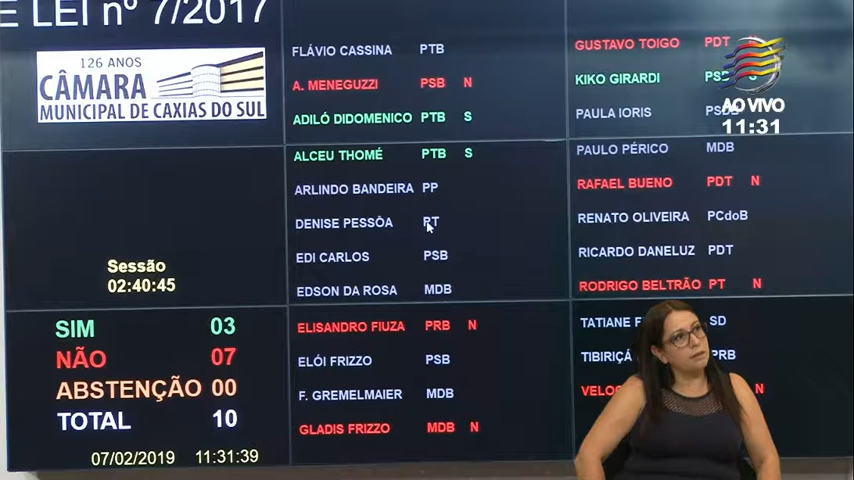 E LEI nº 7/2017
126 ANOS
CÂMARA
MUNICIPAL DE CAXIAS DO SUL
Sessão
02:40:45
SIM 03
NÃO 07
ABSTENÇÃO 00
TOTAL 10
07/02/2019 11:31:39
FLÁVIO CASSINA PTB
A. MENEGUZZI PSB N
ADILÓ DIDOMENICO PTB S
ALCEU THOMÉ PTB S
ARLINDO BANDEIRA PP
DENISE PESSÔA PT
EDI CARLOS PSB
EDSON DA ROSA MDB
ELISANDRO FIUZA PRB N
ELÓI FRIZZO PSB
F. GREMELMAIER MDB
GLADIS FRIZZO MDB N
GUSTAVO TOIGO PDT
KIKO GIRARDI
PAULA IORIS
PAULO PÉRICO MDB
RAFAEL BUENO PDT N
RENATO OLIVEIRA PCdoB
RICARDO DANELUZ PDT
RODRIGO BELTRÃO PT N
TATIANE SD
PRB
N
AO VIVO
11:31